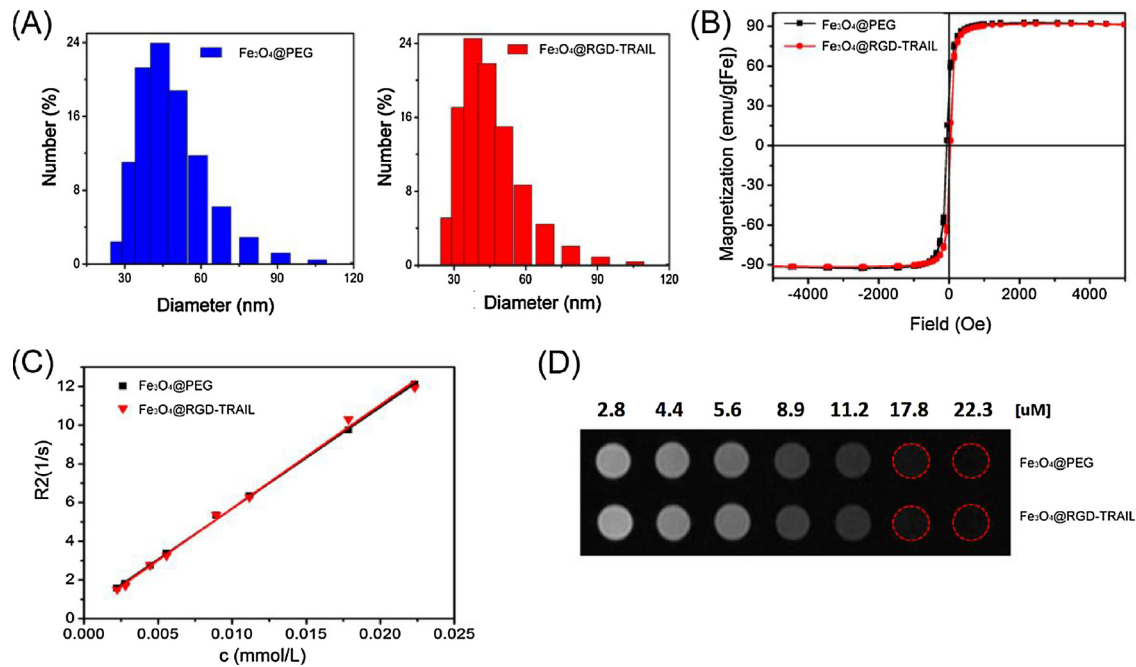 (A)
Fe₃O₄@PEG
Number (%)
24
16
8
0
30
60
90
120
Diameter (nm)
Fe₃O₄@RGD-TRAIL
Number (%)
24
16
8
0
30
60
90
120
Diameter (nm)
(B)
Fe₃O₄@PEG
Fe₃O₄@RGD-TRAIL
Magnetization (emu/g[Fe])
90
60
30
0
-30
-60
-90
-4000
-2000
0
2000
4000
Field (Oe)
(C)
Fe₃O₄@PEG
Fe₃O₄@RGD-TRAIL
R2(1/s)
12
10
8
6
4
2
0
0.000
0.005
0.010
0.015
0.020
0.025
c (mmol/L)
(D)
2.8 4.4 5.6 8.9 11.2 17.8 22.3 [uM]
Fe₃O₄@PEG
Fe₃O₄@RGD-TRAIL